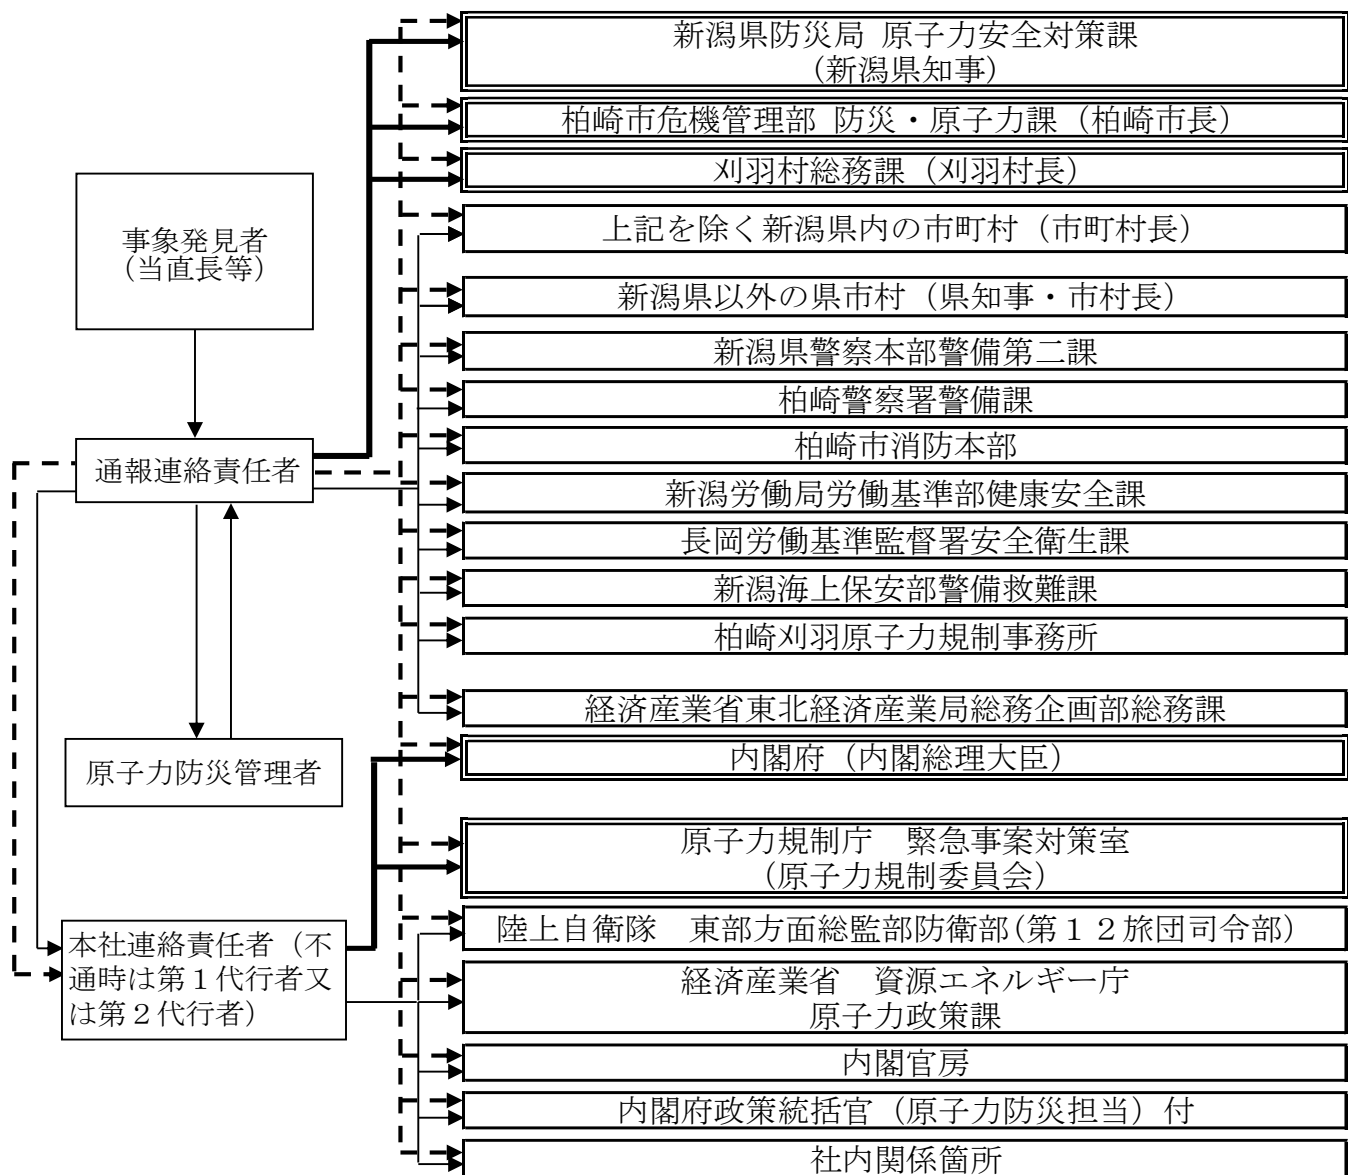 新潟県防災局 原子力安全対策課
(新潟県知事)
柏崎市危機管理部 防災・原子力課（柏崎市長）
刈羽村総務課（刈羽村長）
上記を除く新潟県内の市町村（市町村長）
新潟県以外の県市村（県知事・市村長）
新潟県警察本部警備第二課
柏崎警察署警備課
柏崎市消防本部
新潟労働局労働基準部健康安全課
長岡労働基準監督署安全衛生課
新潟海上保安部警備救難課
柏崎刈羽原子力規制事務所
経済産業省東北経済産業局総務企画部総務課
内閣府（内閣総理大臣）
原子力規制庁　緊急事案対策室
(原子力規制委員会）
陸上自衛隊　東部方面総監部防衛部(第１２旅団司令部）
経済産業省　資源エネルギー庁
原子力政策課
内閣官房
内閣府政策統括官（原子力防災担当）付
社内関係箇所
事象発見者
（当直長等）
通報連絡責任者
原子力防災管理者
本社連絡責任者（不
通時は第１代行者又
は第２代行者）